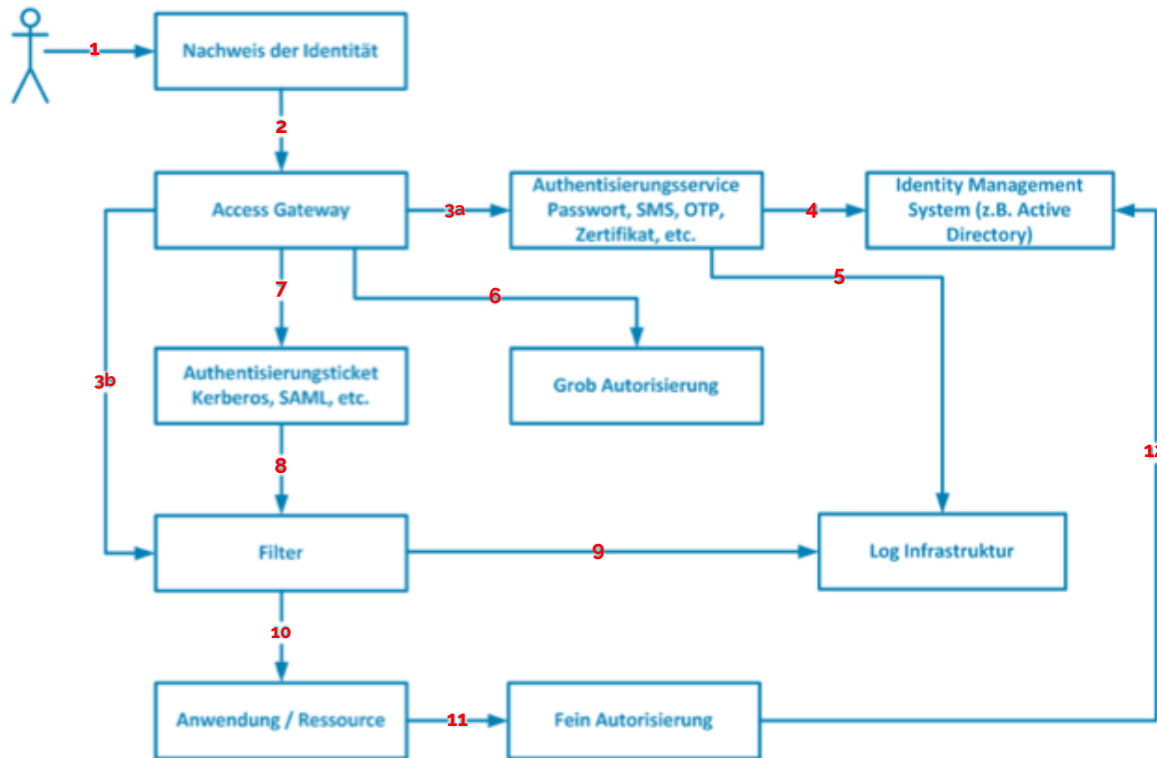 1
Nachweis der Identität
2
Access Gateway
3a
Authentisierungsservice
Passwort, SMS, OTP,
Zertifikat, etc.
4
Identity Management
System (z.B. Active
Directory)
5
6
7
3b
Authentisierungsticket
Kerberos, SAML, etc.
Grob Autorisierung
8
12
Filter
9
Log Infrastruktur
10
Anwendung / Ressource
11
Fein Autorisierung